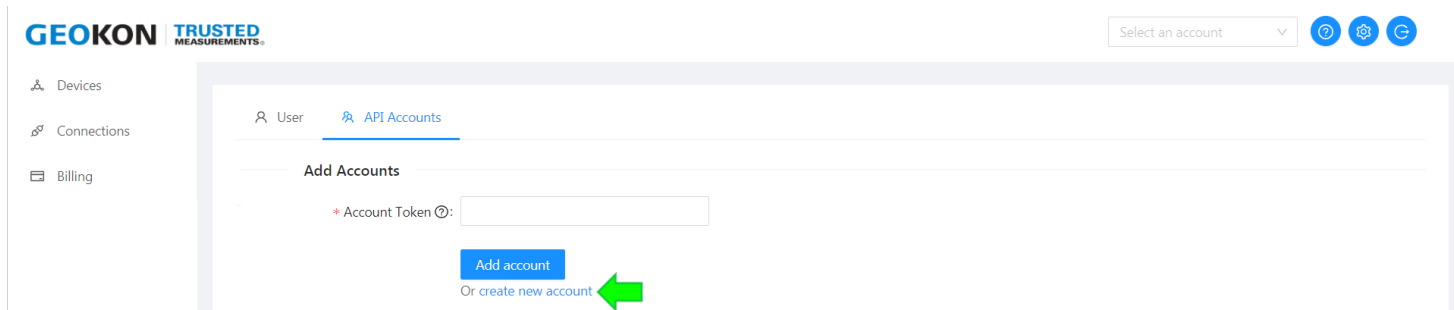 GEOKON TRUSTED MEASUREMENTS®
Select an account
Devices
Connections
Billing
User
API Accounts
Add Accounts
* Account Token ?:
Add account
Or create new account